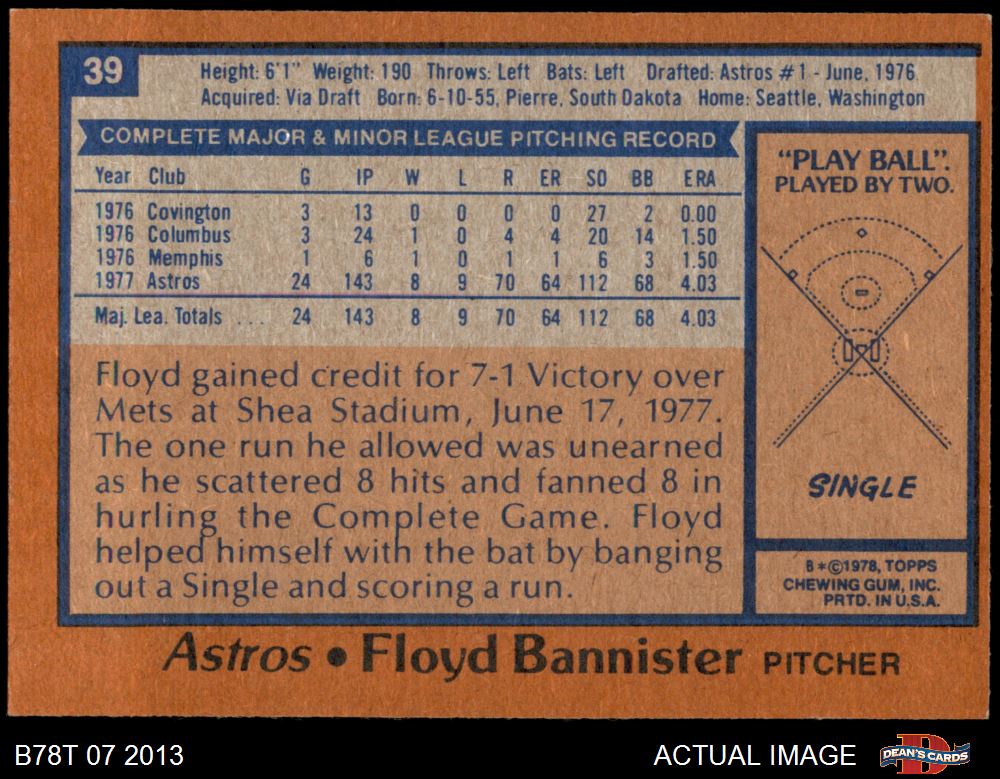 39
Height: 6'1" Weight: 190 Throws: Left Bats: Left Drafted: Astros #1 - June, 1976
Acquired: Via Draft Born: 6-10-55, Pierre, South Dakota Home: Seattle, Washington
COMPLETE MAJOR & MINOR LEAGUE PITCHING RECORD
Year Club G IP W L R ER SO BB ERA
1976 Covington 3 13 0 0 0 0 27 2 0.00
1976 Columbus 3 24 1 0 4 4 20 14 1.50
1976 Memphis 1 6 1 0 1 1 6 3 1.50
1977 Astros 24 143 8 9 70 64 112 68 4.03
Maj. Lea. Totals ... 24 143 8 9 70 64 112 68 4.03
Floyd gained credit for 7-1 Victory over
Mets at Shea Stadium, June 17, 1977.
The one run he allowed was unearned
as he scattered 8 hits and fanned 8 in
hurling the Complete Game. Floyd
helped himself with the bat by banging
out a Single and scoring a run.
"PLAY BALL".
PLAYED BY TWO.
SINGLE
B*©1978, TOPPS
CHEWING GUM, INC.
PRTD. IN U.S.A.
Astros • Floyd Bannister PITCHER
B78T 07 2013
ACTUAL IMAGE
D
DEAN'S CARDS